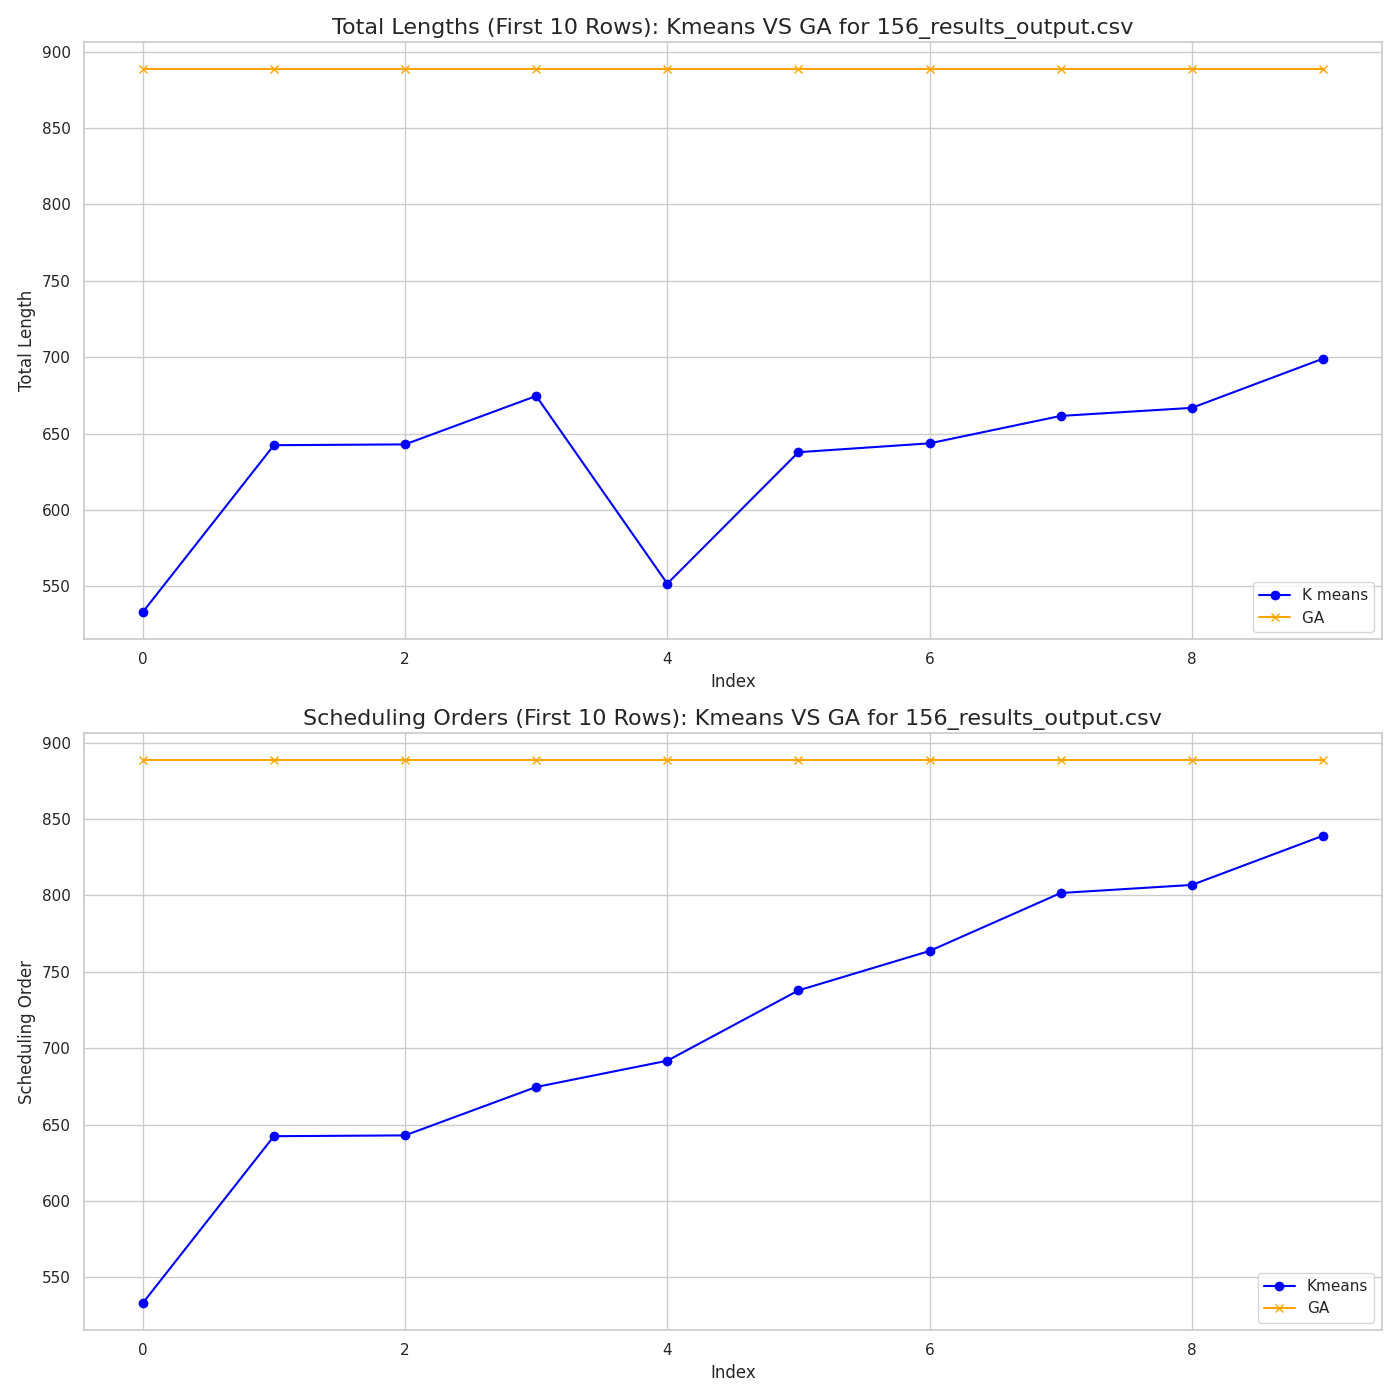 Total Lengths (First 10 Rows): Kmeans VS GA for 156_results_output.csv
900
850
800
750
700
650
600
550
Total Length
K means
GA
0 2 4 6 8
Index
Scheduling Orders (First 10 Rows): Kmeans VS GA for 156_results_output.csv
900
850
800
750
700
650
600
550
Scheduling Order
Kmeans
GA
0 2 4 6 8
Index